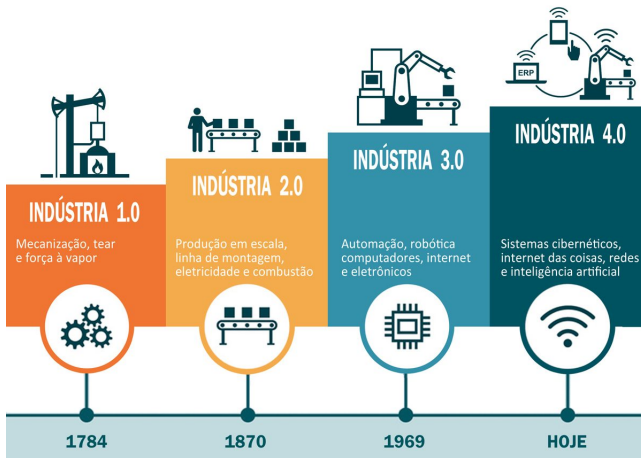 ERP
INDÚSTRIA 1.0
Mecanização, tear
e força à vapor
INDÚSTRIA 2.0
Produção em escala,
linha de montagem,
eletricidade e combustão
INDÚSTRIA 3.0
Automação, robótica
computadores, internet
e eletrônicos
INDÚSTRIA 4.0
Sistemas cibernéticos,
internet das coisas, redes
e inteligência artificial
1784
1870
1969
HOJE